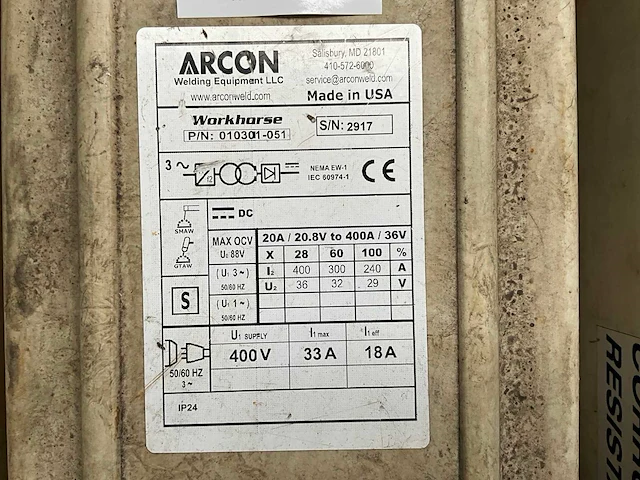 ARCON
Welding Equipment LLC
www.arconweld.com
Salisbury, MD 21801
410-572-6000
service@arconweld.com
Made in USA
Workhorse
P/N: 010301-051
S/N: 2917
3 ~
NEMA EW-1
IEC 60974-1
CE
SMAW
GTAW
S
DC
MAX OCV
U₀ 88V
20A / 20.8V to 400A / 36V
X 28 60 100 %
(U₁ 3~)
50/60 HZ
I₂ 400 300 240 A
U₂ 36 32 29 V
(U₁ 1~)
50/60 HZ
U₁ SUPPLY I₁ max I₁ eff
400 V 33 A 18 A
50/60 HZ
3 ~
IP24
RESISTA